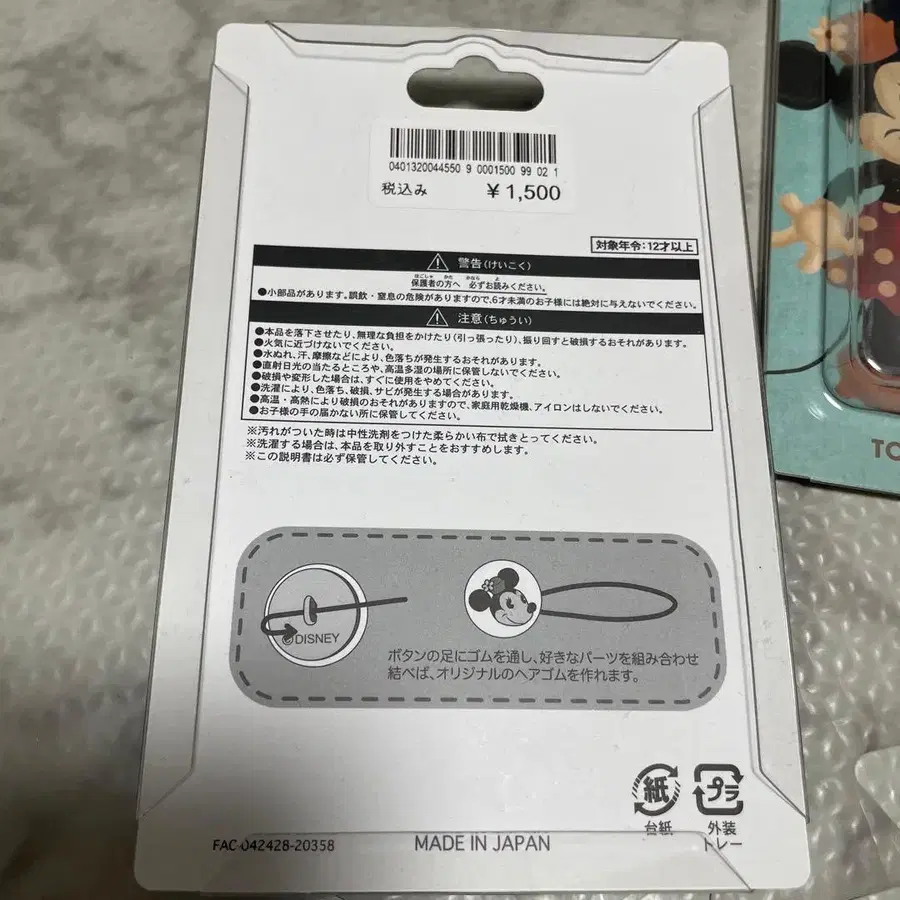 0401320044550 9 0001500 99 02 1
税込み ¥1,500
対象年令:12才以上
警告(けいこく)
保護者の方へ 必ずお読みください。
●小部品があります。誤飲・窒息の危険がありますので、6才未満のお子様には絶対に与えないでください。
注意(ちゅうい)
●本品を落下させたり、無理な負担をかけたり(引っ張ったり)、振り回すと破損するおそれがあります。
●火気に近づけないでください。
●水ぬれ、汗、摩擦などにより、色落ちが発生するおそれがあります。
●直射日光の当たるところや、高温多湿の場所に保管しないでください。
●破損や変形した場合は、すぐに使用をやめてください。
●洗濯により、色落ち、破損、サビが発生する場合があります。
●高温・高熱により破損のおそれがありますので、家庭用乾燥機、アイロンはしないでください。
●お子様の手の届かない所に保管してください。
※汚れがついた時は中性洗剤をつけた柔らかい布で拭きとってください。
※洗濯する場合は、本品を取り外すことをおすすめします。
※この説明書は必ず保管してください。
©DISNEY
ボタンの足にゴムを通し、好きなパーツを組み合わせ
結べば、オリジナルのヘアゴムを作れます。
紙 プラ
台紙 外装
トレー
FAC-042428-20358 MADE IN JAPAN
TO